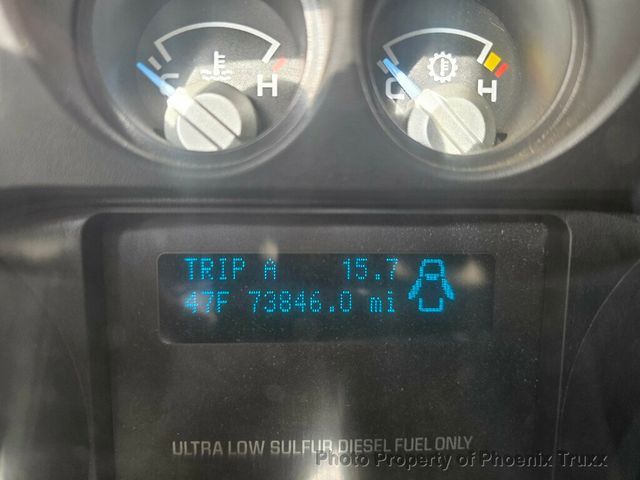 C H
C H
TRIP A 15.7
47F 73846.0 mi
ULTRA LOW SULFUR DIESEL FUEL ONLY
Photo Property of Phoenix Truxx